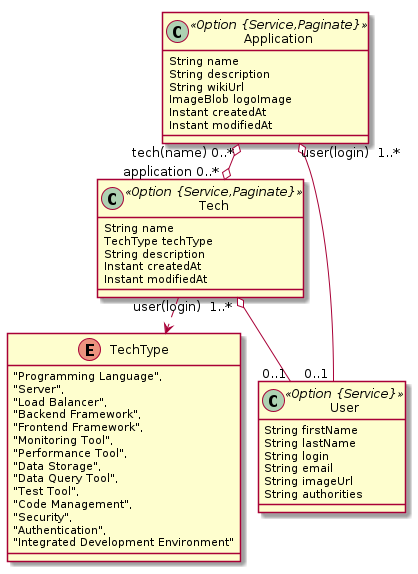 C «Option {Service,Paginate}»
Application
String name
String description
String wikiUrl
ImageBlob logoImage
Instant createdAt
Instant modifiedAt
tech(name) 0..*
user(login) 1..*
application 0..*
C «Option {Service,Paginate}»
Tech
String name
TechType techType
String description
Instant createdAt
Instant modifiedAt
user(login) 1..*
0..1
0..1
E TechType
"Programming Language",
"Server",
"Load Balancer",
"Backend Framework",
"Frontend Framework",
"Monitoring Tool",
"Performance Tool",
"Data Storage",
"Data Query Tool",
"Test Tool",
"Code Management",
"Security",
"Authentication",
"Integrated Development Environment"
C «Option {Service}»
User
String firstName
String lastName
String login
String email
String imageUrl
String authorities